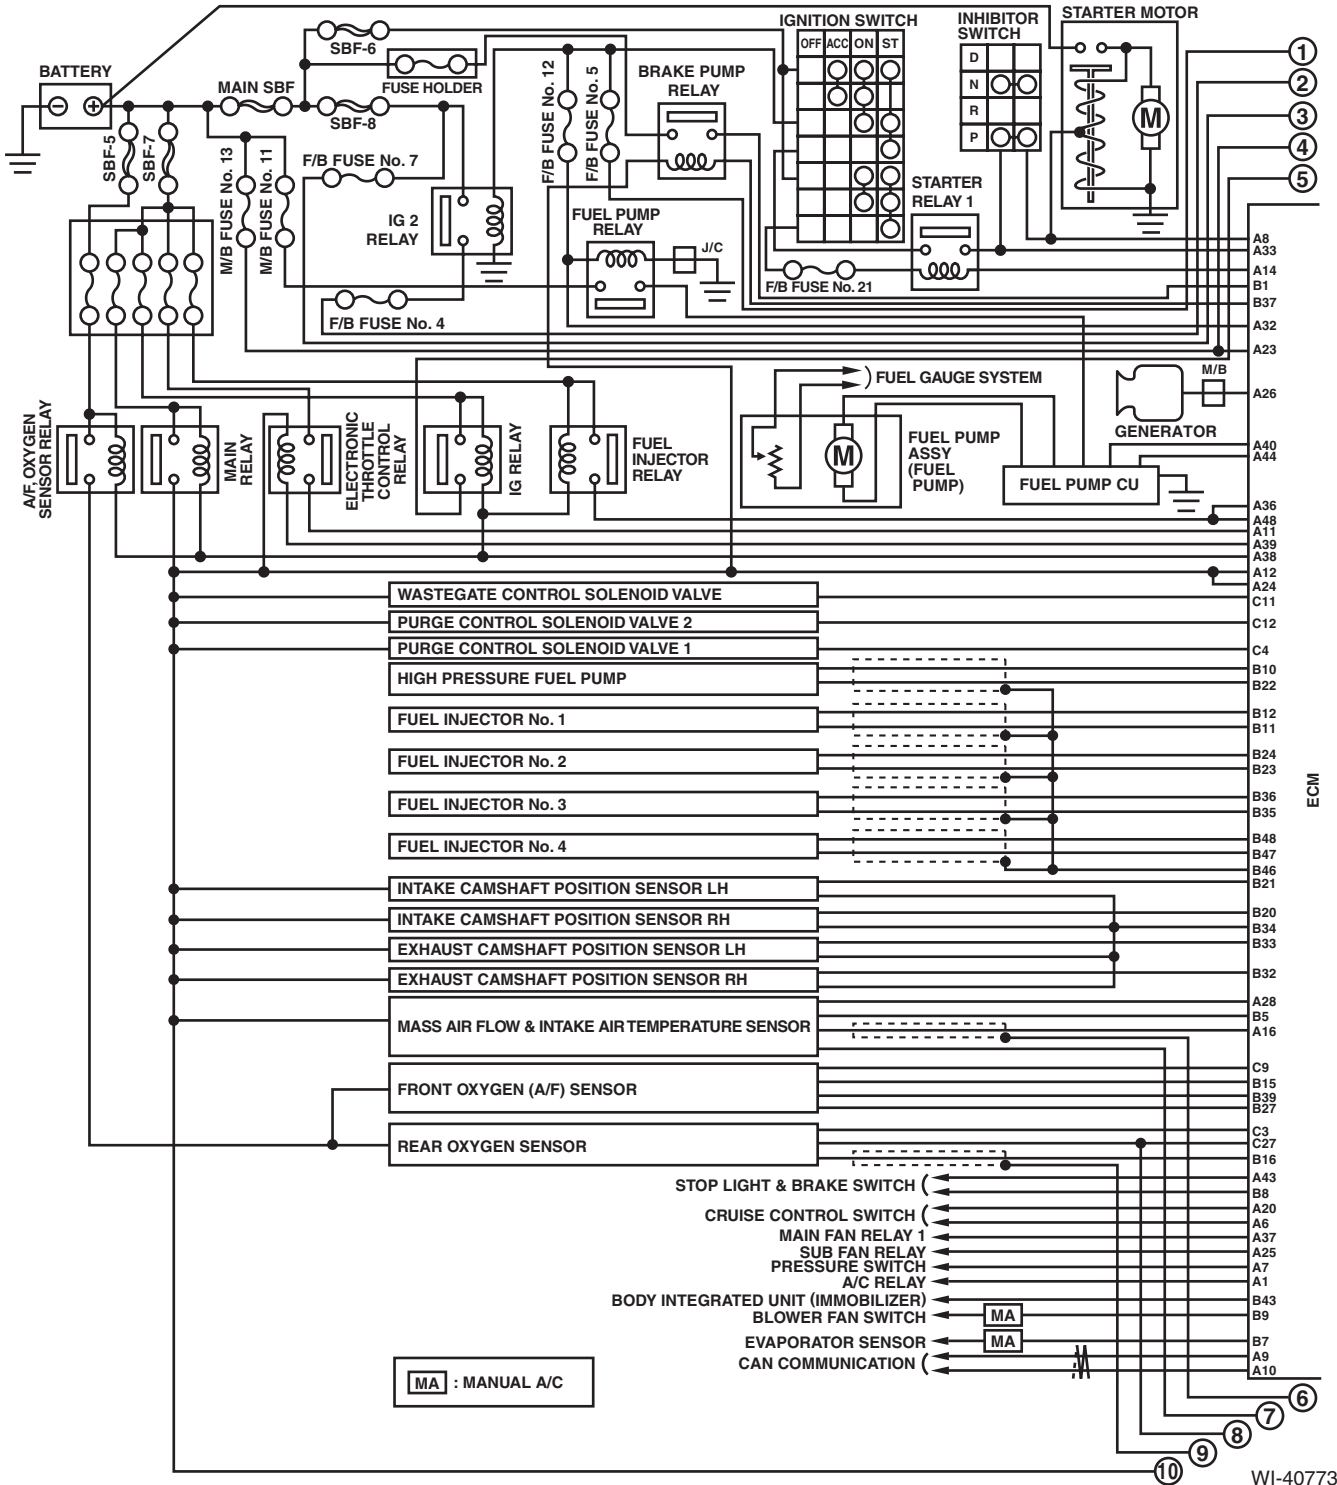 IGNITION SWITCH
OFF ACC ON ST
INHIBITOR
SWITCH
D
N
R
P
STARTER MOTOR
M
BATTERY
SBF-6
FUSE HOLDER
MAIN SBF
SBF-8
SBF-5
SBF-7
M/B FUSE No. 13
M/B FUSE No. 11
F/B FUSE No. 7
IG 2
RELAY
F/B FUSE No. 12
F/B FUSE No. 5
BRAKE PUMP
RELAY
FUEL PUMP
RELAY
J/C
STARTER
RELAY 1
F/B FUSE No. 21
F/B FUSE No. 4
1
2
3
4
5
A8
A33
A14
B1
B37
A32
A23
A26
A40
A44
A36
A48
A11
A39
A38
A12
A24
C11
C12
C4
B10
B22
B12
B11
B24
B23
B36
B35
B48
B47
B46
B21
B20
B34
B33
B32
A28
B5
A16
C9
B15
B39
B27
C3
C27
B16
A43
B8
A20
A6
A37
A25
A7
A1
B43
B9
B7
A9
A10
ECM
FUEL GAUGE SYSTEM
M/B
GENERATOR
M
FUEL PUMP
ASSY
(FUEL
PUMP)
FUEL PUMP CU
A/F, OXYGEN
SENSOR RELAY
MAIN
RELAY
ELECTRONIC
THROTTLE
CONTROL
RELAY
IG RELAY
FUEL
INJECTOR
RELAY
WASTEGATE CONTROL SOLENOID VALVE
PURGE CONTROL SOLENOID VALVE 2
PURGE CONTROL SOLENOID VALVE 1
HIGH PRESSURE FUEL PUMP
FUEL INJECTOR No. 1
FUEL INJECTOR No. 2
FUEL INJECTOR No. 3
FUEL INJECTOR No. 4
INTAKE CAMSHAFT POSITION SENSOR LH
INTAKE CAMSHAFT POSITION SENSOR RH
EXHAUST CAMSHAFT POSITION SENSOR LH
EXHAUST CAMSHAFT POSITION SENSOR RH
MASS AIR FLOW & INTAKE AIR TEMPERATURE SENSOR
FRONT OXYGEN (A/F) SENSOR
REAR OXYGEN SENSOR
STOP LIGHT & BRAKE SWITCH (
CRUISE CONTROL SWITCH (
MAIN FAN RELAY 1
SUB FAN RELAY
PRESSURE SWITCH
A/C RELAY
BODY INTEGRATED UNIT (IMMOBILIZER)
BLOWER FAN SWITCH MA
EVAPORATOR SENSOR MA
CAN COMMUNICATION (
MA : MANUAL A/C
6
7
8
9
10
WI-40773